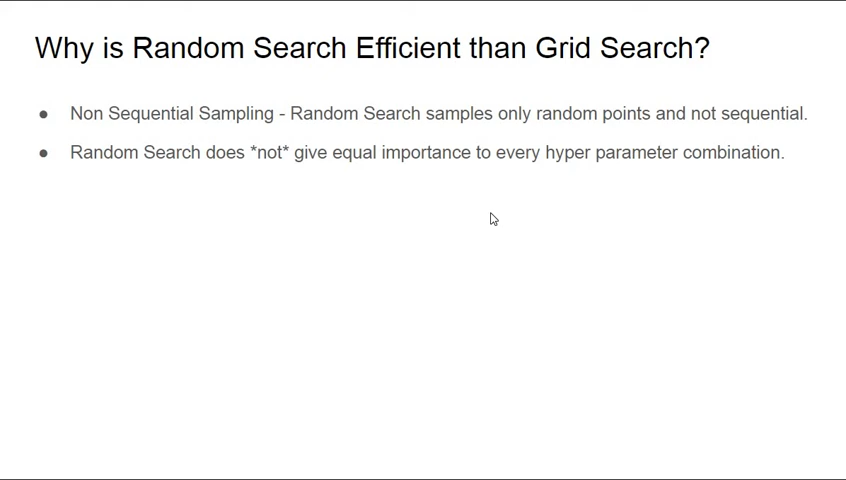 Why is Random Search Efficient than Grid Search?
● Non Sequential Sampling - Random Search samples only random points and not sequential.
● Random Search does *not* give equal importance to every hyper parameter combination.